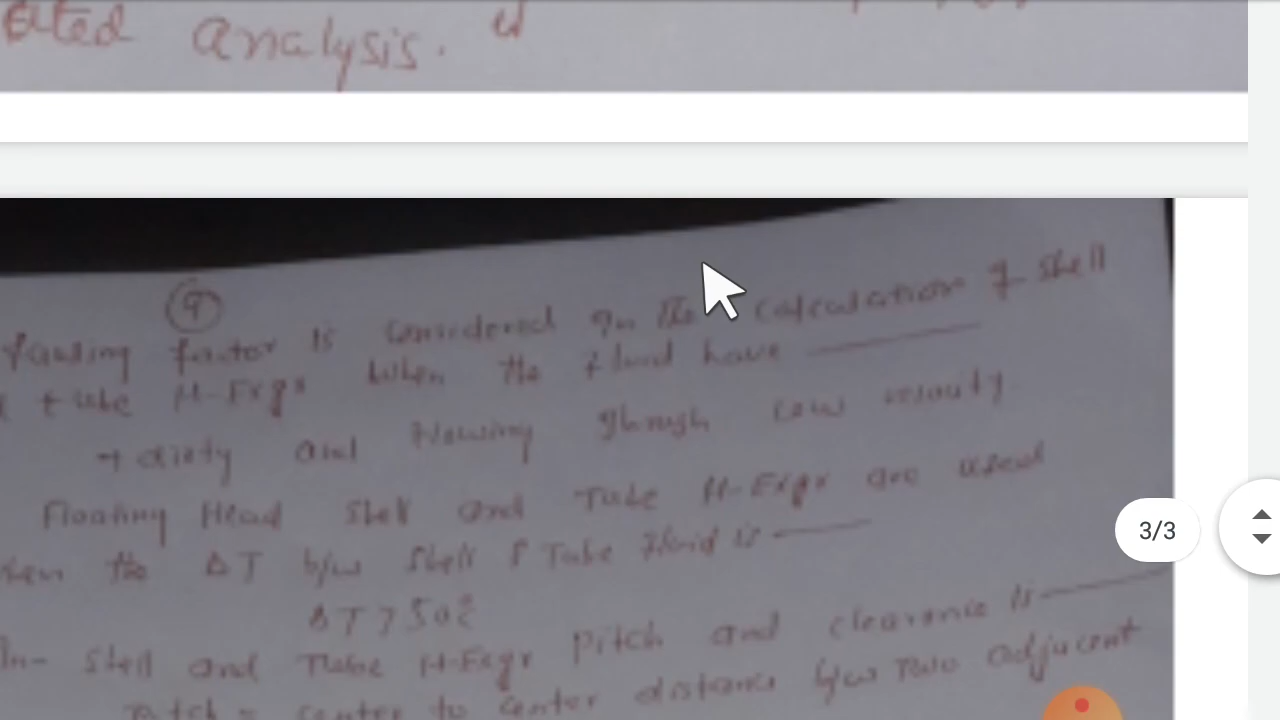 ated analysis.
9
fauling factor is Considered In the calculation of shell
tube H-Exgr When the fluid have
→ dirty and flowing through low velocity
Floating Head Shell and Tube H-Exgr are used
when the ΔT b/w Shell & Tube fluid is
ΔT > 50°C
In- Shell and Tube H-Exgr pitch and clearance is
Pitch = Center to Center distance b/w Two adjucent
3/3